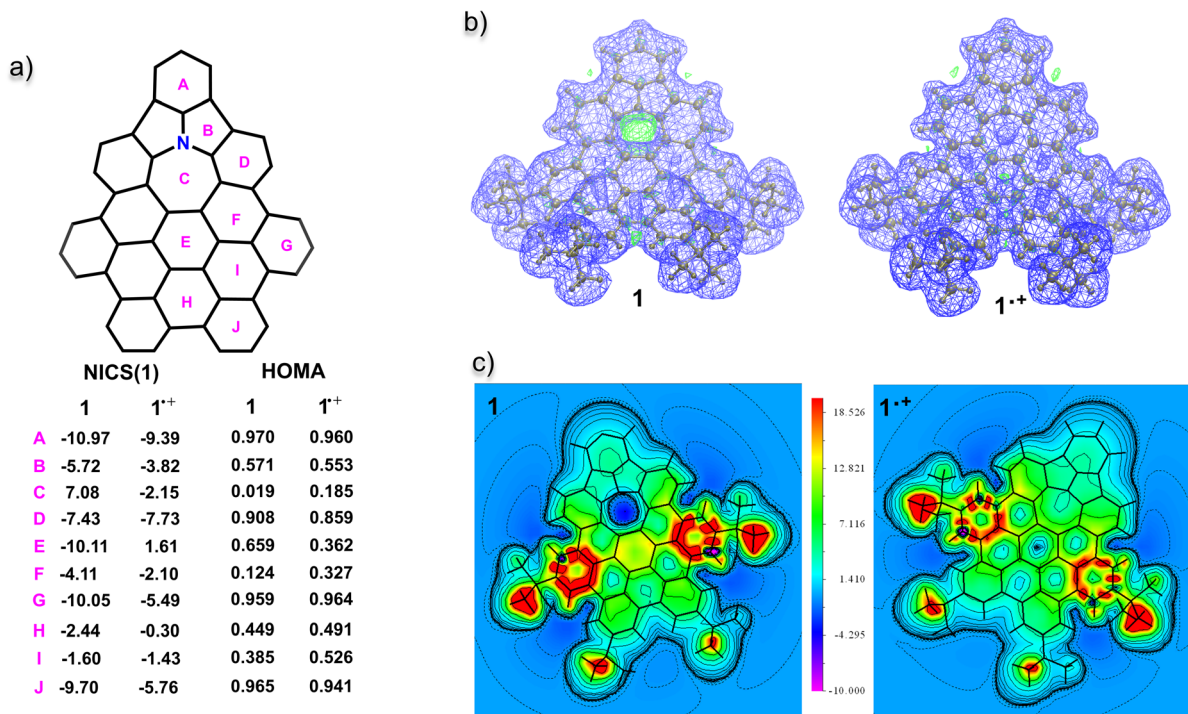 a)
A
B
N
C
D
F
E
G
I
H
J
NICS(1) HOMA
1 1•+ 1 1•+
A -10.97 -9.39 0.970 0.960
B -5.72 -3.82 0.571 0.553
C 7.08 -2.15 0.019 0.185
D -7.43 -7.73 0.908 0.859
E -10.11 1.61 0.659 0.362
F -4.11 -2.10 0.124 0.327
G -10.05 -5.49 0.959 0.964
H -2.44 -0.30 0.449 0.491
I -1.60 -1.43 0.385 0.526
J -9.70 -5.76 0.965 0.941
b)
1 1•+
c)
1
18.526
12.821
7.116
1.410
-4.295
-10.000
1•+